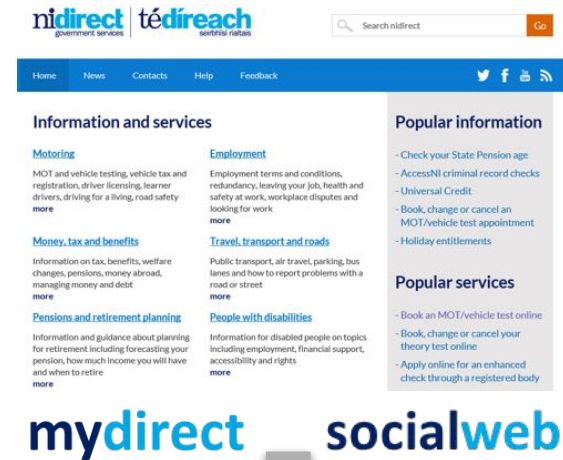 nidirect | tédíreach
government services seirbhísí rialtais
Search nidirect Go
Home News Contacts Help Feedback
Information and services
Motoring
MOT and vehicle testing, vehicle tax and
registration, driver licensing, learner
drivers, driving for a living, road safety
more
Employment
Employment terms and conditions,
redundancy, leaving your job, health and
safety at work, workplace disputes and
looking for work
more
Money, tax and benefits
Information on tax, benefits, welfare
changes, pensions, money abroad,
managing money and debt
more
Travel, transport and roads
Public transport, air travel, parking, bus
lanes and how to report problems with a
road or street
more
Pensions and retirement planning
Information and guidance about planning
for retirement including forecasting your
pension, how much income you will have
and when to retire
more
People with disabilities
Information for disabled people on topics
including employment, financial support,
accessibility and rights
more
Popular information
- Check your State Pension age
- AccessNI criminal record checks
- Universal Credit
- Book, change or cancel an
MOT/vehicle test appointment
- Holiday entitlements
Popular services
- Book an MOT/vehicle test online
- Book, change or cancel your
theory test online
- Apply online for an enhanced
check through a registered body
mydirect
socialweb